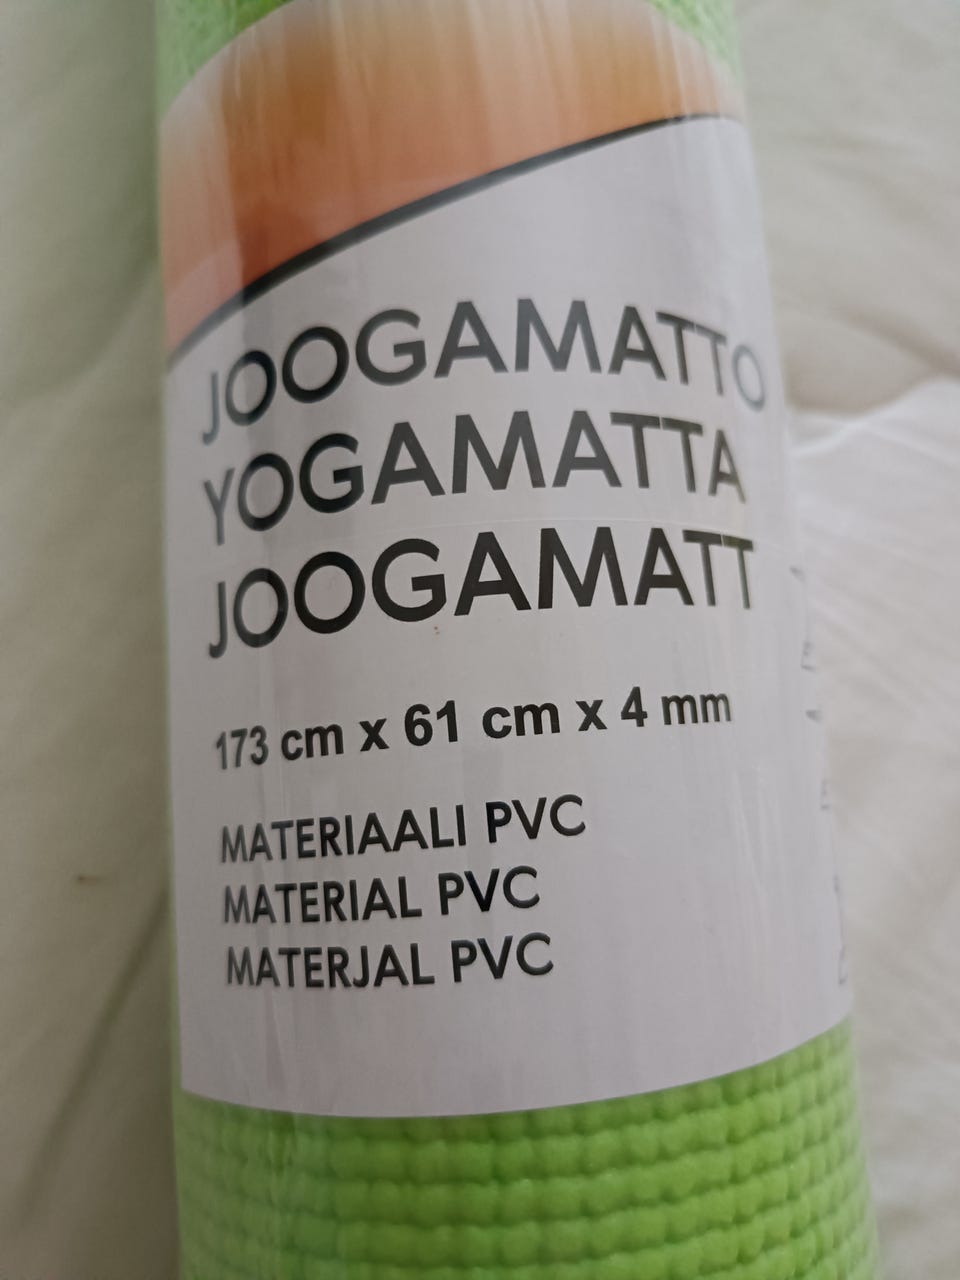 JOOGAMATTO
YOGAMATTA
JOOGAMATT
173 cm x 61 cm x 4 mm
MATERIAALI PVC
MATERIAL PVC
MATERJAL PVC